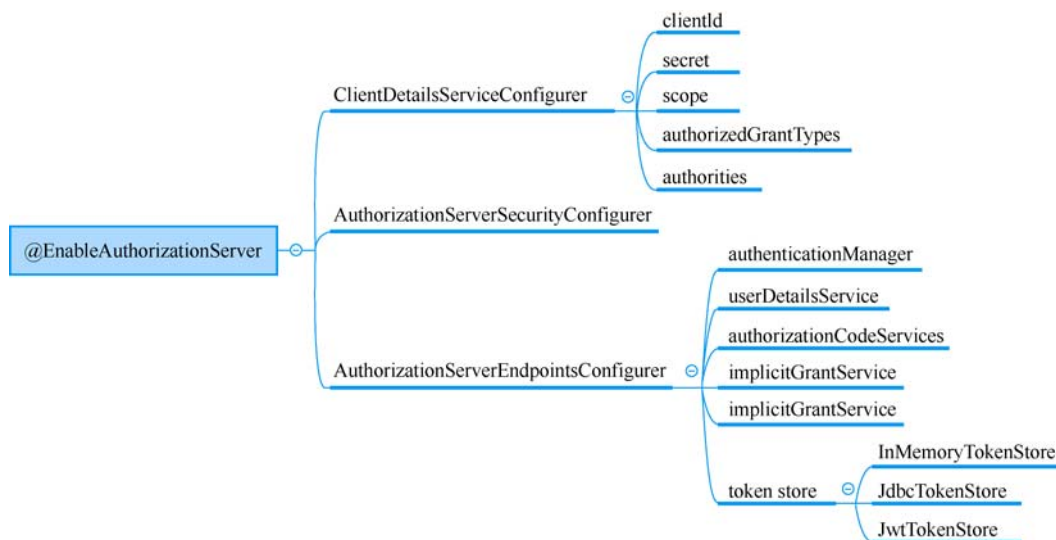 @EnableAuthorizationServer
ClientDetailsServiceConfigurer
clientId
secret
scope
authorizedGrantTypes
authorities
AuthorizationServerSecurityConfigurer
AuthorizationServerEndpointsConfigurer
authenticationManager
userDetailsService
authorizationCodeServices
implicitGrantService
implicitGrantService
token store
InMemoryTokenStore
JdbcTokenStore
JwtTokenStore